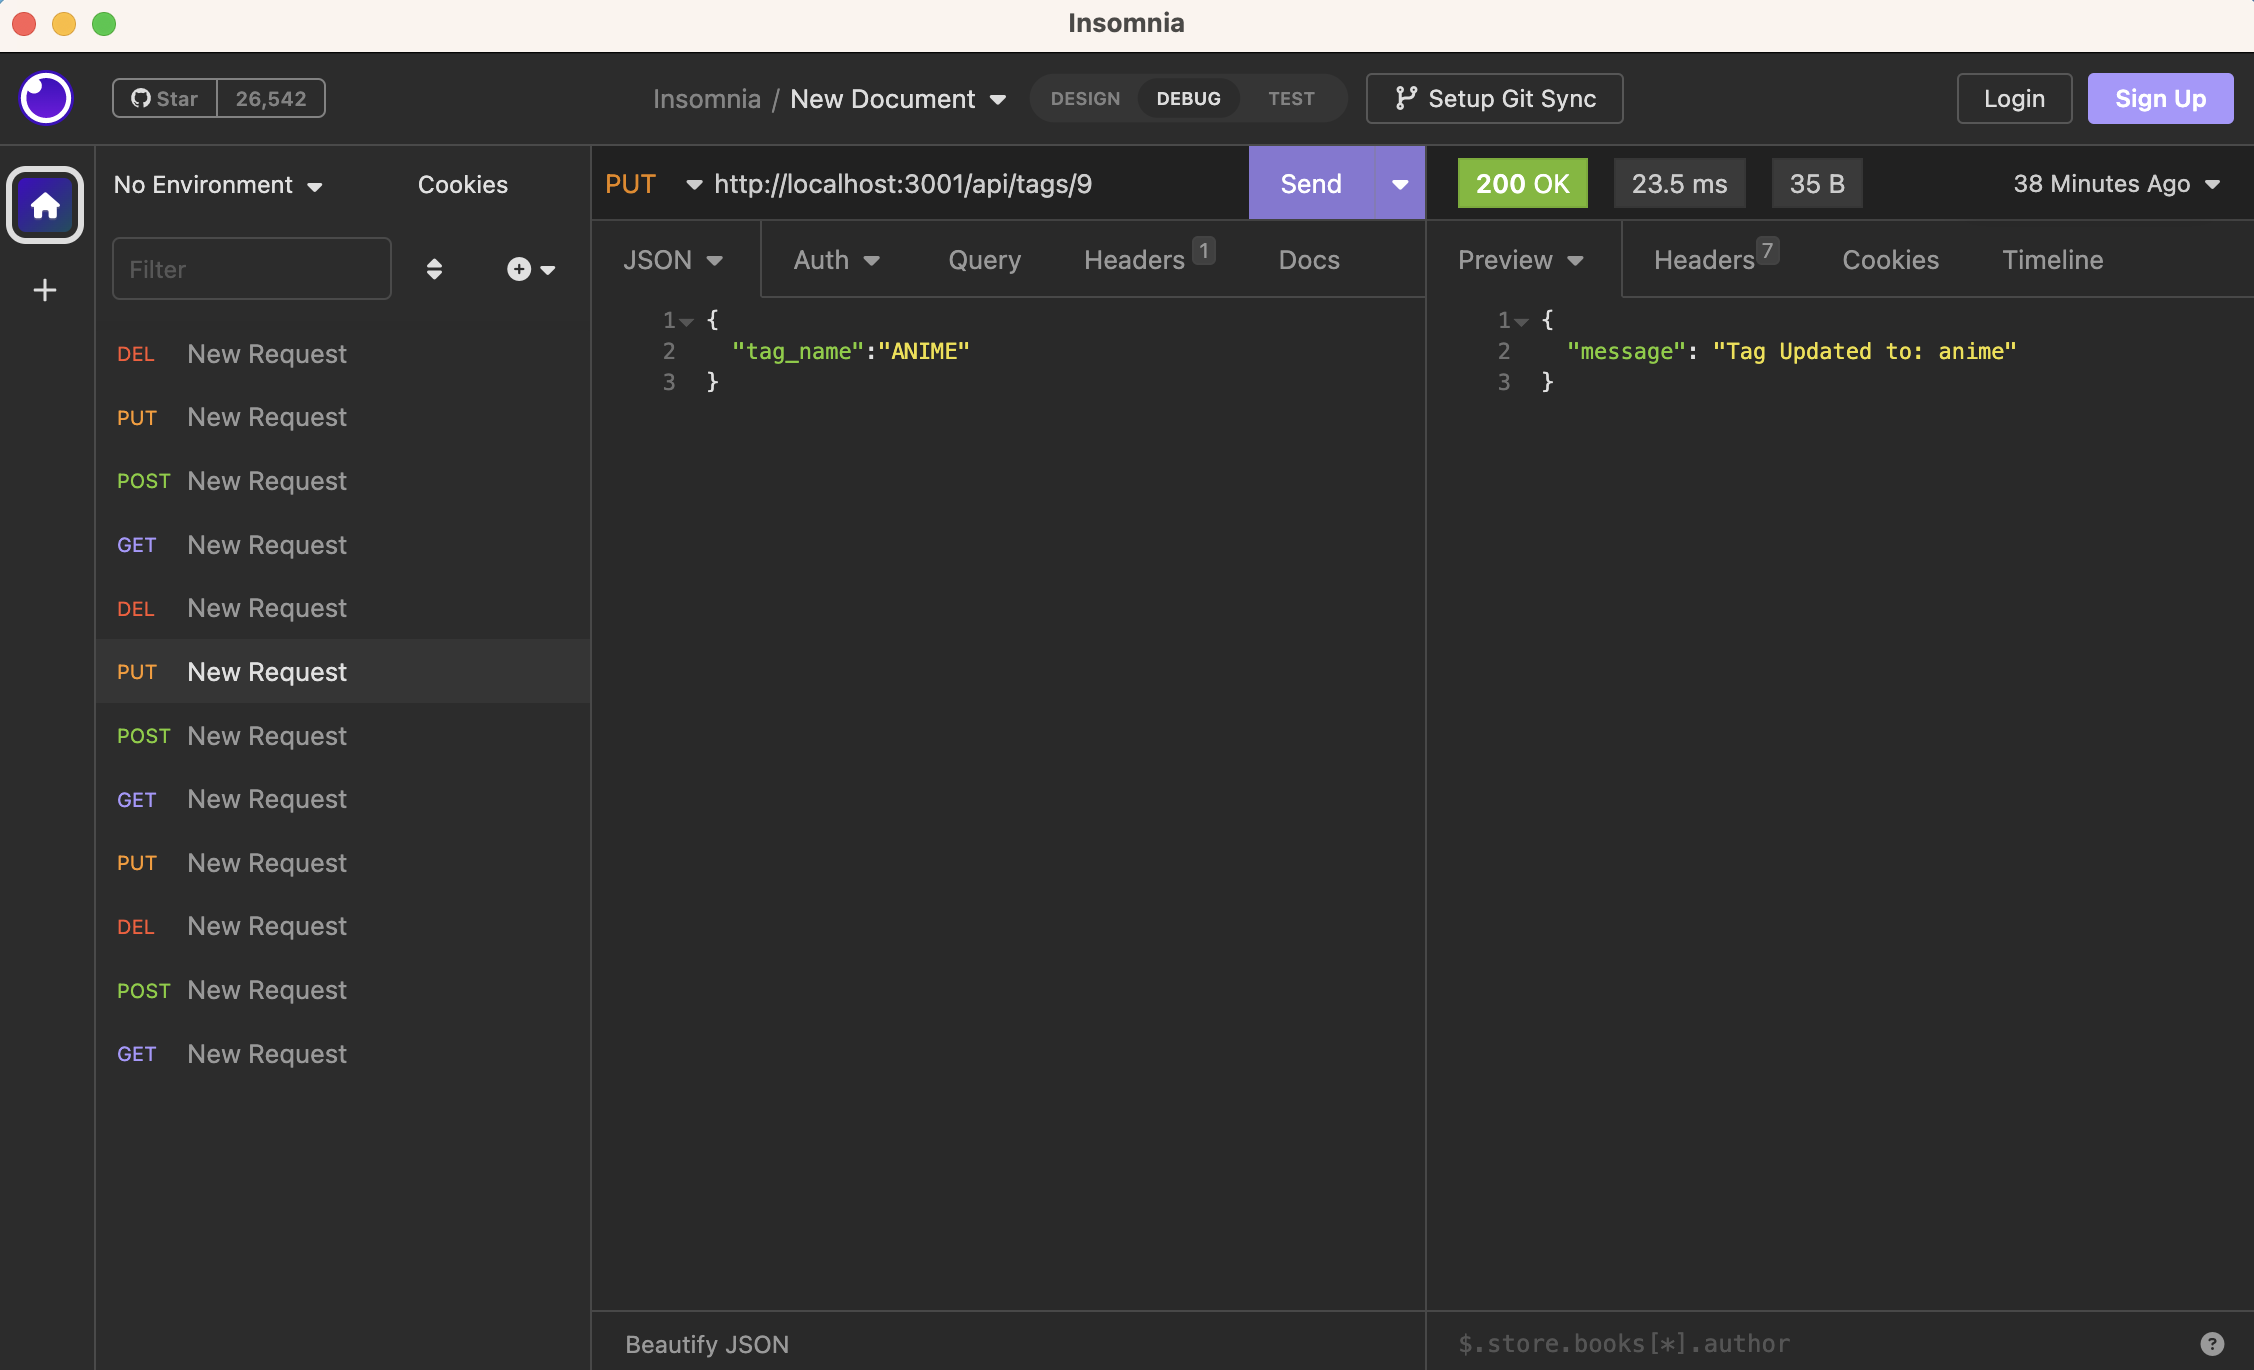 Insomnia
Star 26,542
Insomnia / New Document
DESIGN DEBUG TEST
Setup Git Sync
Login
Sign Up
No Environment
Cookies
Filter
DEL New Request
PUT New Request
POST New Request
GET New Request
DEL New Request
PUT New Request
POST New Request
GET New Request
PUT New Request
DEL New Request
POST New Request
GET New Request
PUT http://localhost:3001/api/tags/9 Send
JSON Auth Query Headers 1 Docs
1 {
2 "tag_name":"ANIME"
3 }
Beautify JSON
200 OK 23.5 ms 35 B 38 Minutes Ago
Preview Headers 7 Cookies Timeline
1 {
2 "message": "Tag Updated to: anime"
3 }
$.store.books[*].author ?